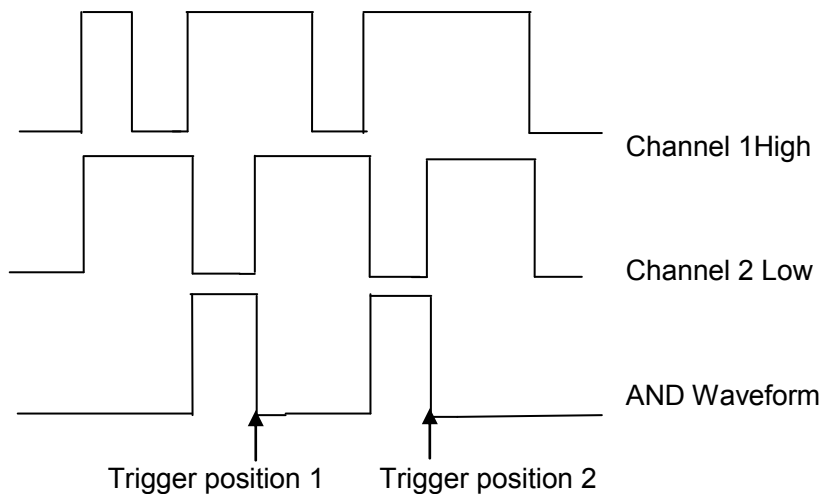 Channel 1High
Channel 2 Low
AND Waveform
Trigger position 1
Trigger position 2